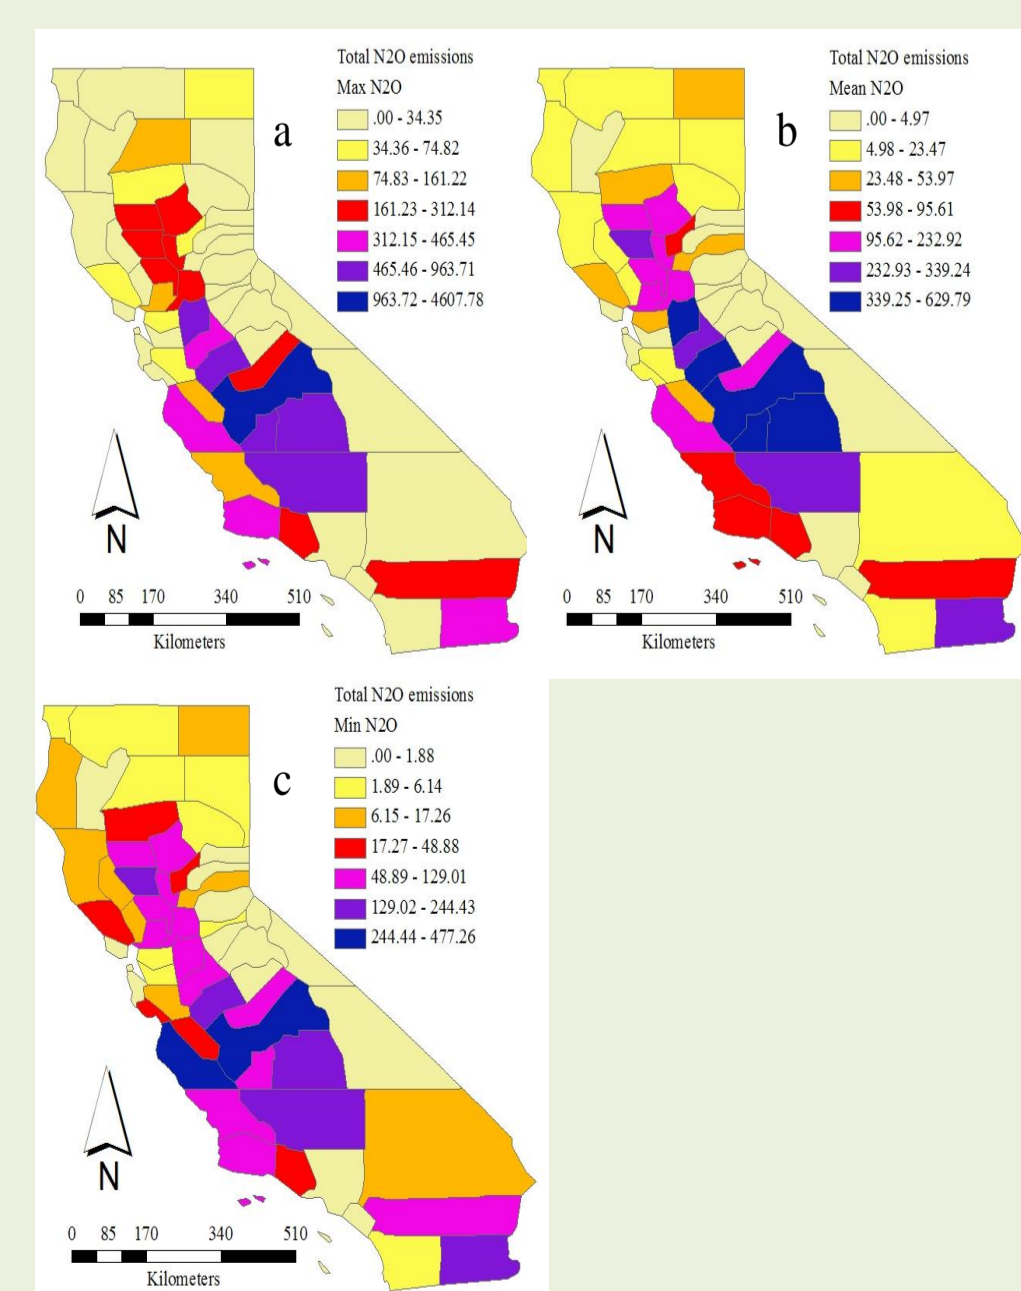 Total N2O emissions
Max N2O
.00 - 34.35
34.36 - 74.82
74.83 - 161.22
161.23 - 312.14
312.15 - 465.45
465.46 - 963.71
963.72 - 4607.78
a
N
0 85 170 340 510
Kilometers
Total N2O emissions
Mean N2O
.00 - 4.97
4.98 - 23.47
23.48 - 53.97
53.98 - 95.61
95.62 - 232.92
232.93 - 339.24
339.25 - 629.79
b
N
0 85 170 340 510
Kilometers
Total N2O emissions
Min N2O
.00 - 1.88
1.89 - 6.14
6.15 - 17.26
17.27 - 48.88
48.89 - 129.01
129.02 - 244.43
244.44 - 477.26
c
N
0 85 170 340 510
Kilometers